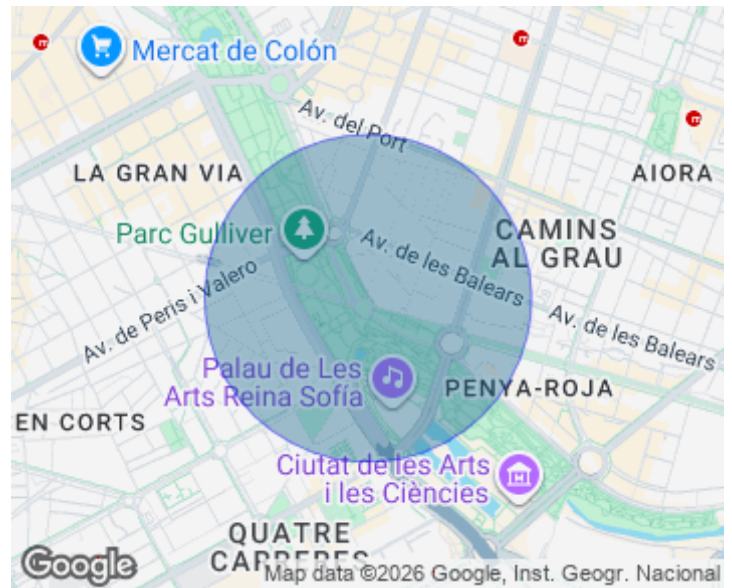 Mercat de Colón
Av. del Port
LA GRAN VIA
AIORA
Parc Gulliver
CAMINS
AL GRAU
Av. de les Balears
Av. de Peris i Valero
Av. de les Balears
Palau de Les
Arts Reina Sofía
PENYA-ROJA
EN CORTS
Ciutat de les Arts
i les Ciències
QUATRE
CARRERES
Google
Map data ©2026 Google, Inst. Geogr. Nacional